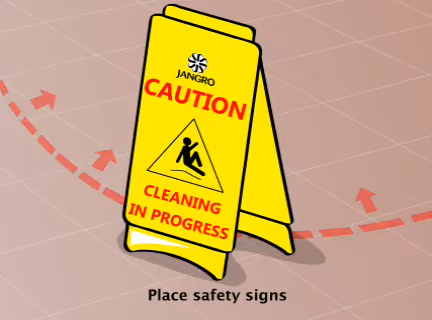 JANGRO
CAUTION
CLEANING
IN PROGRESS
Place safety signs